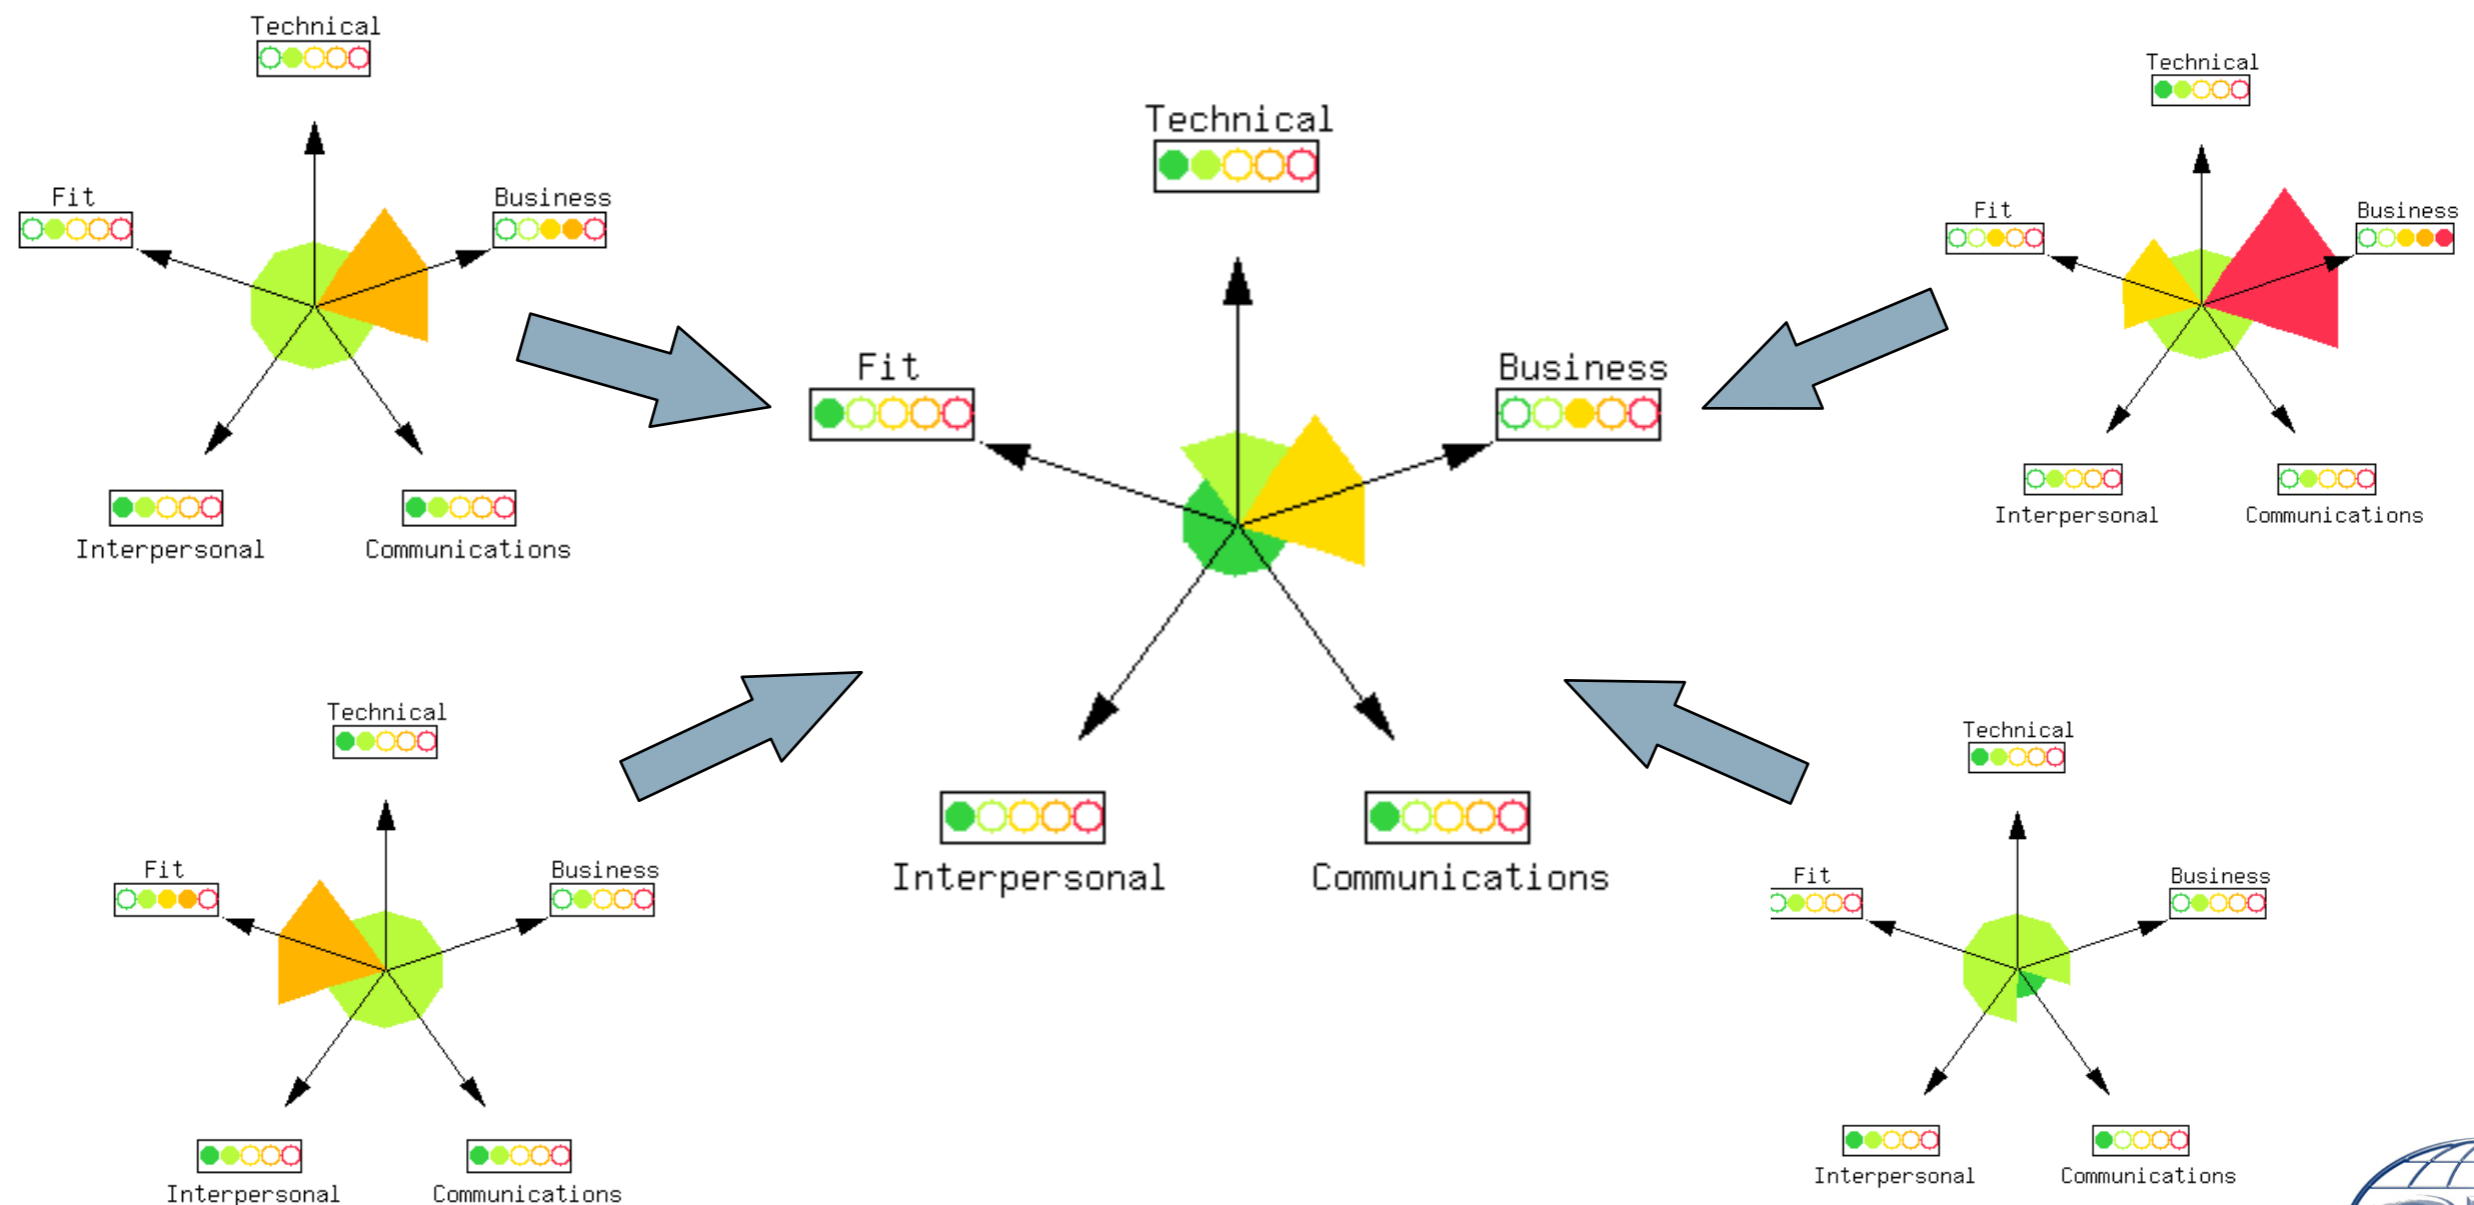 Technical
Fit
Business
Interpersonal
Communications
Technical
Fit
Business
Interpersonal
Communications
Technical
Fit
Business
Interpersonal
Communications
Technical
Fit
Business
Interpersonal
Communications
Technical
Fit
Business
Interpersonal
Communications